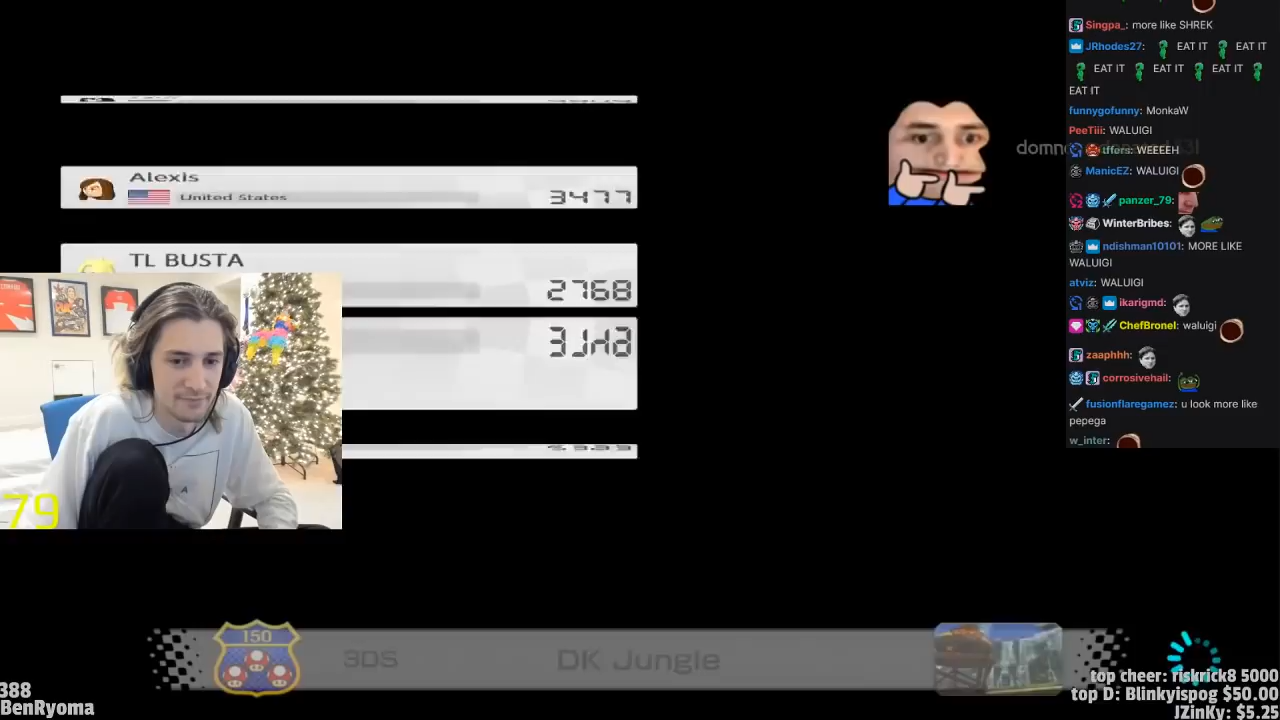 Singpa_: more like SHREK
JRhodes27: EAT IT EAT IT
EAT IT EAT IT EAT IT
EAT IT
funnygofunny: MonkaW
PeeTiii: WALUIGI
tffers: WEEEEH
ManicEZ: WALUIGI
panzer_79:
WinterBribes:
ndishman10101: MORE LIKE
WALUIGI
atviz: WALUIGI
ikarigmd:
ChefBronel: waluigi
zaaphhh:
corrosivehail:
fusionflaregamez: u look more like
pepega
w_inter:
Alexis
United States
3477
TL BUSTA
2768
79
150
3DS DK Jungle
388
BenRyoma
top cheer: riskrick8 5000
top D: Blinkyispog $50.00
JZinKy: $5.25